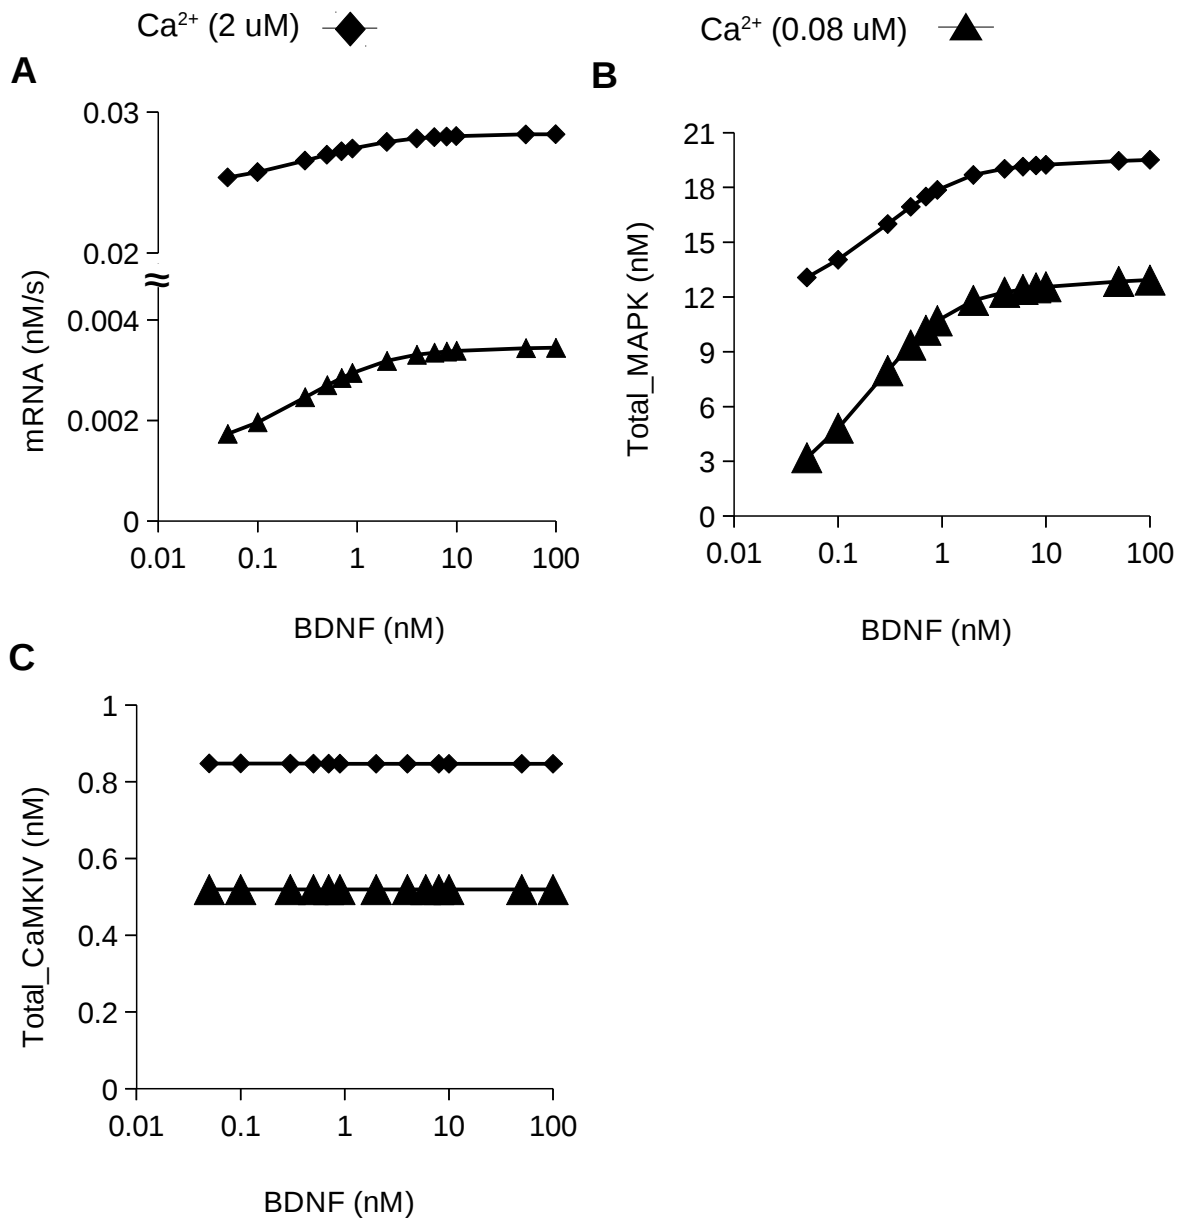 Ca²⁺ (2 uM)
Ca²⁺ (0.08 uM)
A
0.03
0.02
≈
0.004
0.002
0
mRNA (nM/s)
0.01 0.1 1 10 100
BDNF (nM)
B
21
18
15
12
9
6
3
0
Total_MAPK (nM)
0.01 0.1 1 10 100
BDNF (nM)
C
1
0.8
0.6
0.4
0.2
0
Total_CaMKIV (nM)
0.01 0.1 1 10 100
BDNF (nM)